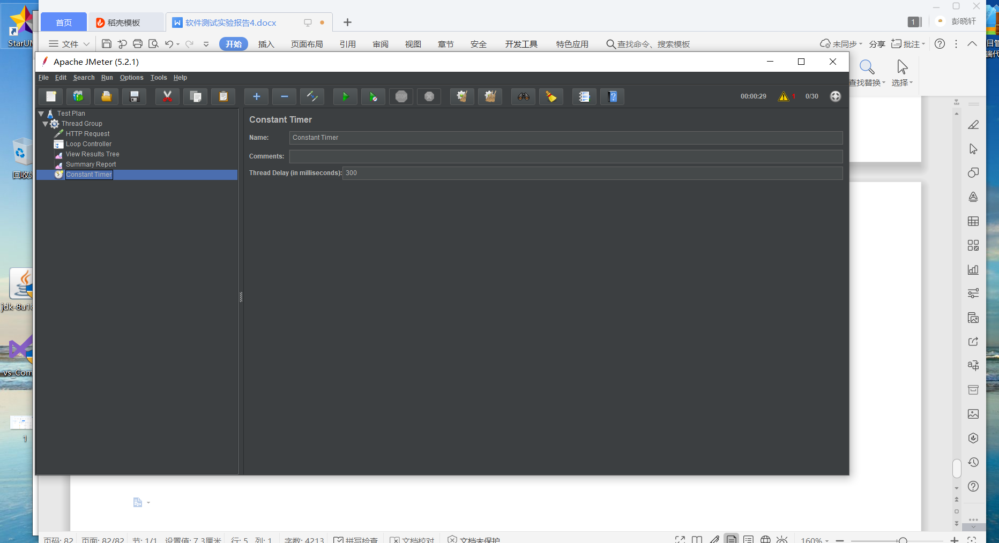 StarUM
首页
稻壳模板
W 软件测试实验报告4.docx
1
彭晓轩
文件
开始
插入
页面布局
引用
审阅
视图
章节
安全
开发工具
特色应用
查找命令、搜索模板
未同步
分享
批注
查找替换
选择
Apache JMeter (5.2.1)
File Edit Search Run Options Tools Help
STOP
00:00:29
1
0/30
Test Plan
Thread Group
HTTP Request
Loop Controller
View Results Tree
Summary Report
Constant Timer
Constant Timer
Name: Constant Timer
Comments:
Thread Delay (in milliseconds): 300
回收站
jdk-8u1
vs_Com
1
页码: 82
页面: 82/82
节: 1/1
设置值: 7.3厘米
行: 5
列: 1
字数: 4213
拼写检查
文档校对
文档未保护
160%